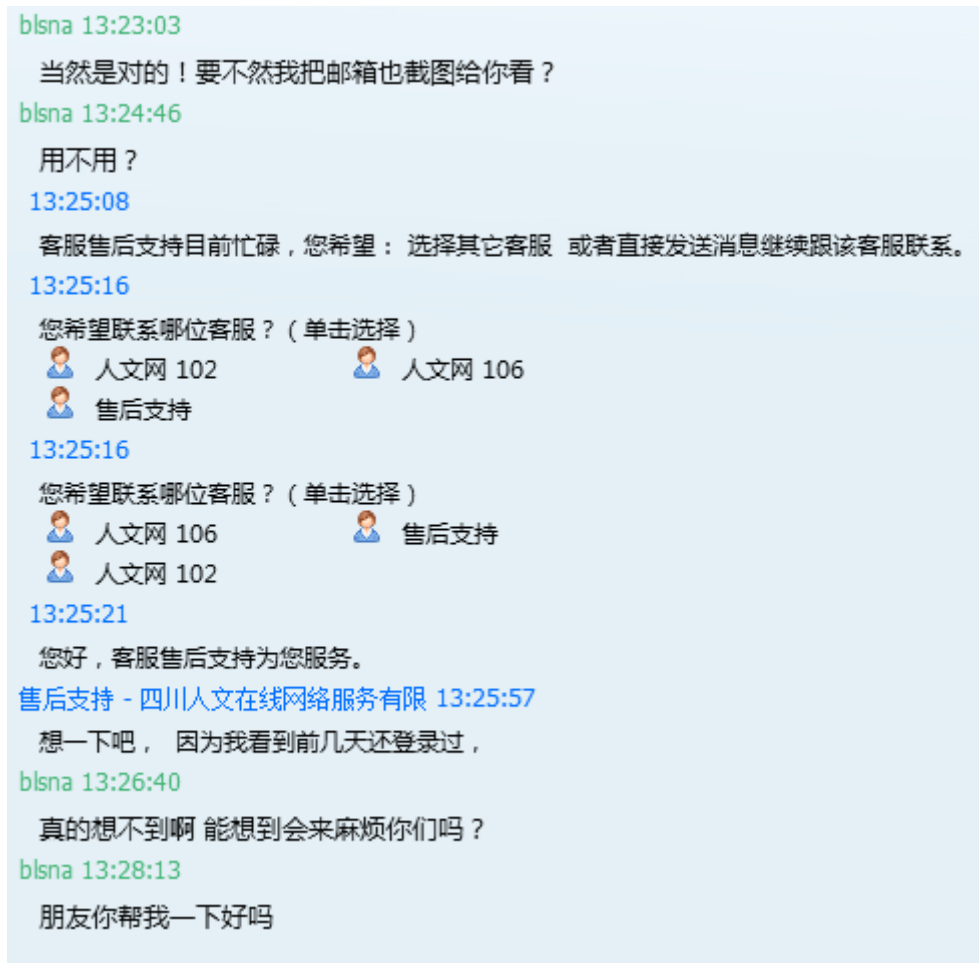 blsna 13:23:03
当然是对的！要不然我把邮箱也截图给你看？
blsna 13:24:46
用不用？
13:25:08
客服售后支持目前忙碌，您希望： 选择其它客服 或者直接发送消息继续跟该客服联系。
13:25:16
您希望联系哪位客服？（单击选择）
人文网 102 人文网 106
售后支持
13:25:16
您希望联系哪位客服？（单击选择）
人文网 106 售后支持
人文网 102
13:25:21
您好，客服售后支持为您服务。
售后支持 - 四川人文在线网络服务有限 13:25:57
想一下吧， 因为我看到前几天还登录过，
blsna 13:26:40
真的想不到啊 能想到会来麻烦你们吗？
blsna 13:28:13
朋友你帮我一下好吗